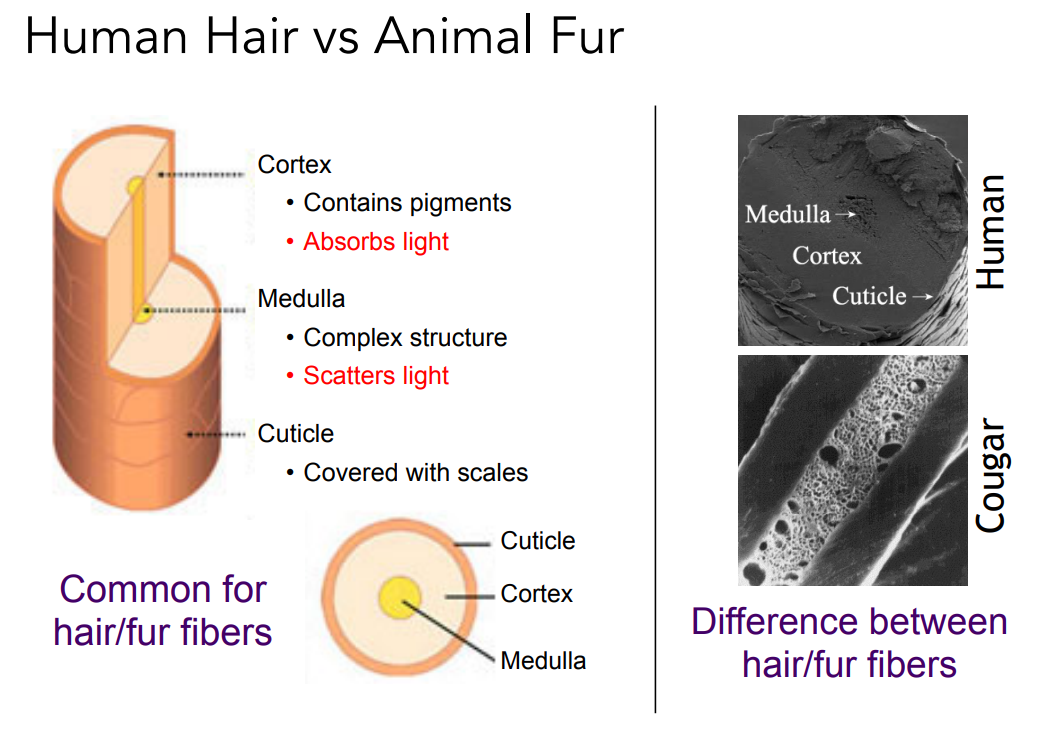 Human Hair vs Animal Fur
Cortex
• Contains pigments
• Absorbs light
Medulla
• Complex structure
• Scatters light
Cuticle
• Covered with scales
Cuticle
Cortex
Medulla
Common for
hair/fur fibers
Medulla
Cortex
Cuticle
Human
Cougar
Difference between
hair/fur fibers